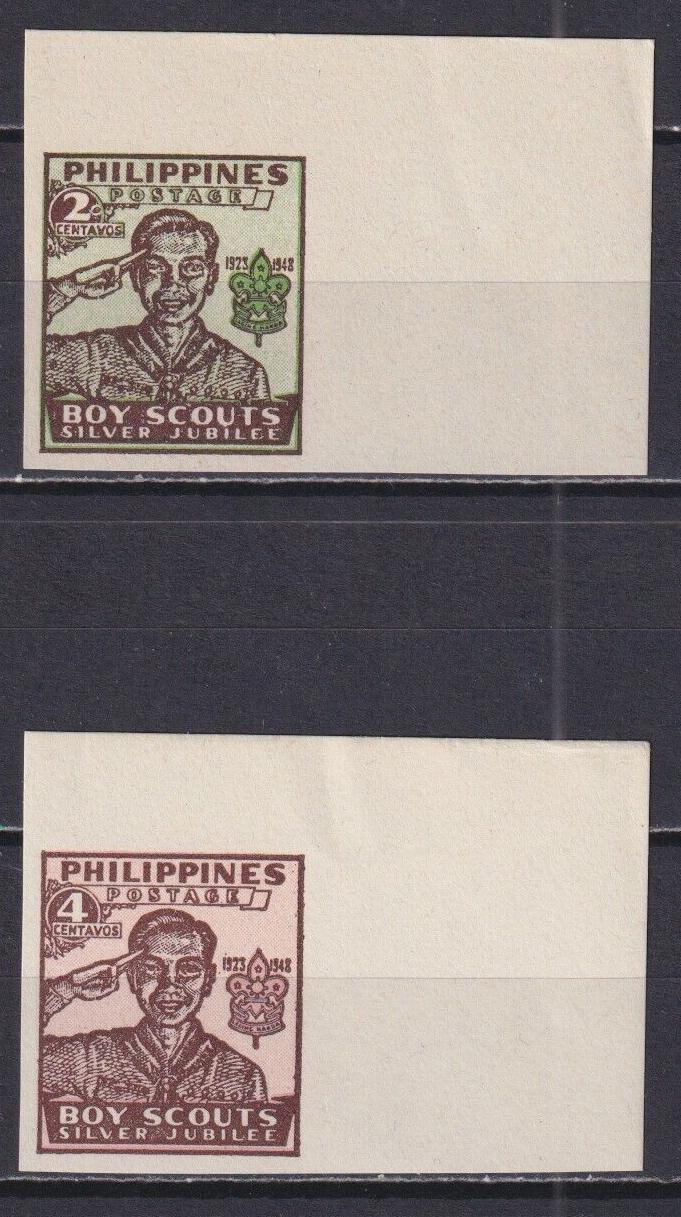 PHILIPPINES
POSTAGE
2c
CENTAVOS
1923 1948
BOY SCOUTS
SILVER JUBILEE
PHILIPPINES
POSTAGE
4
CENTAVOS
1923 1948
BOY SCOUTS
SILVER JUBILEE